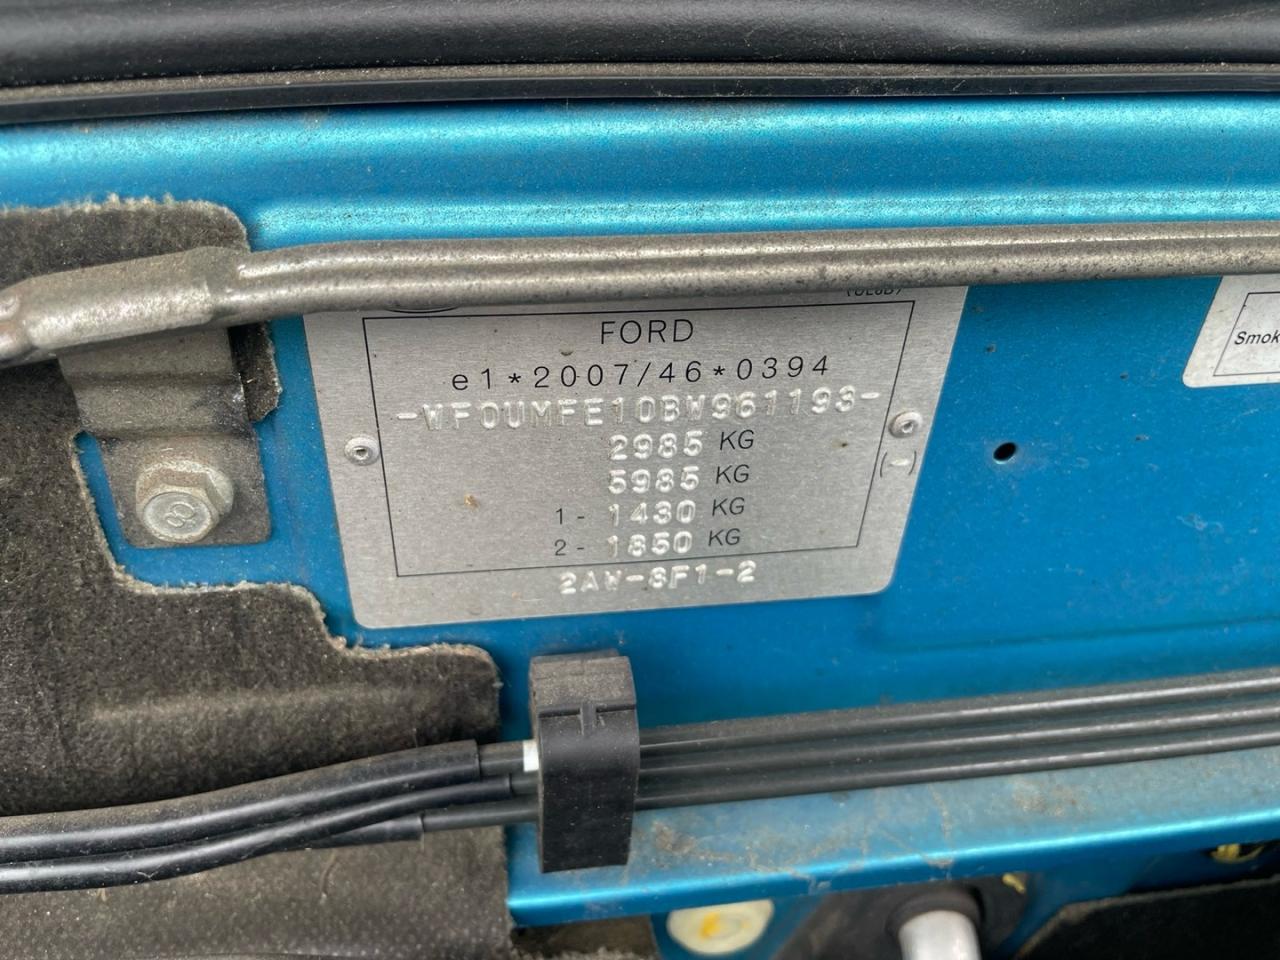 FORD
e1*2007/46*0394
-WF0UMFE10BW961193-
2985 KG
5985 KG
(-)
1- 1430 KG
2- 1850 KG
2AW-8F1-2
Smok
8